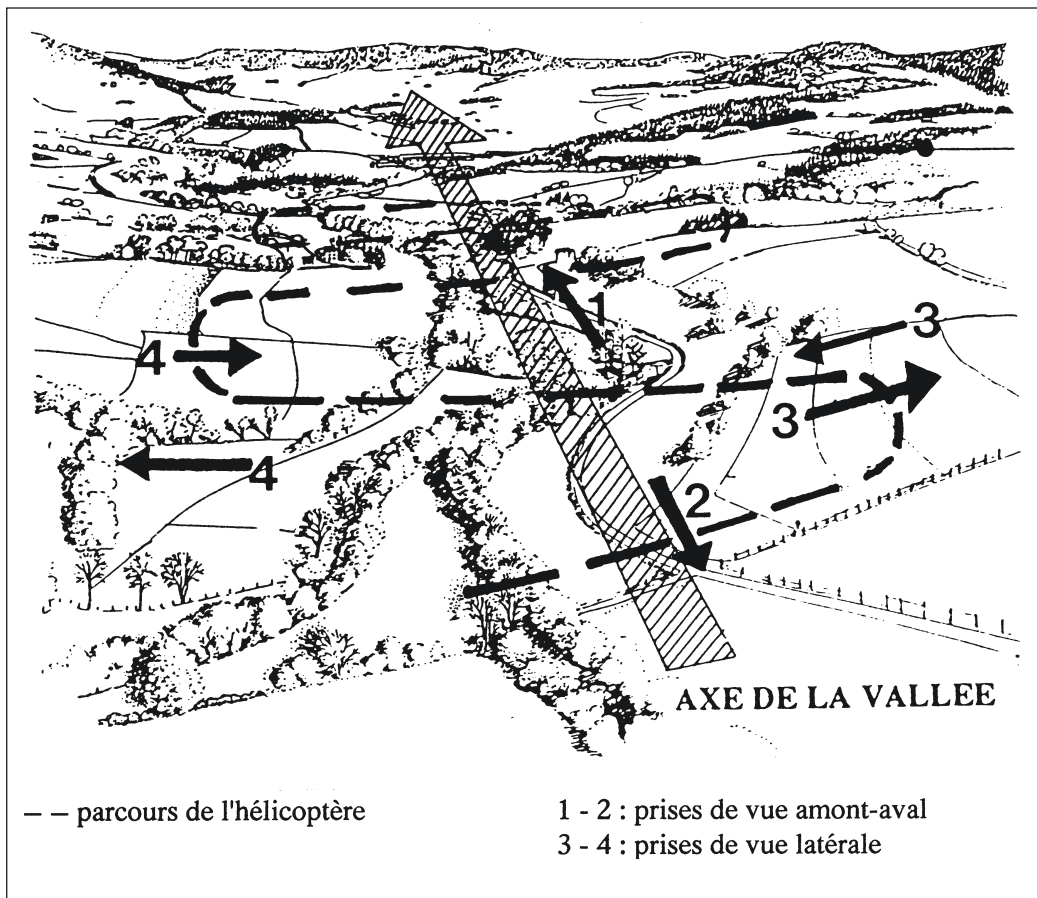 1
3
4
3
4
2
AXE DE LA VALLEE
– – parcours de l'hélicoptère
1 - 2 : prises de vue amont-aval
3 - 4 : prises de vue latérale